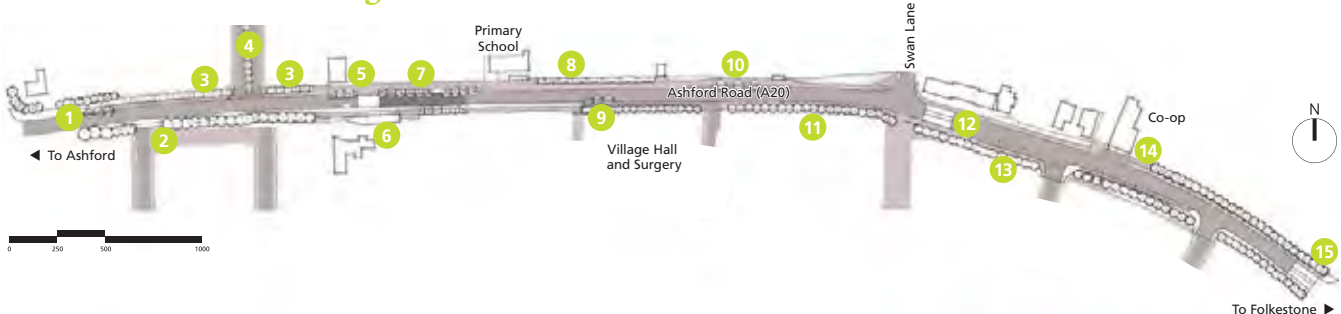 Primary
School
Swan Lane
1
2
3
4
3
5
6
7
8
9
10
Ashford Road (A20)
11
12
13
14
15
Co-op
N
Village Hall
and Surgery
◄ To Ashford
To Folkestone ►
0 250 500 1000